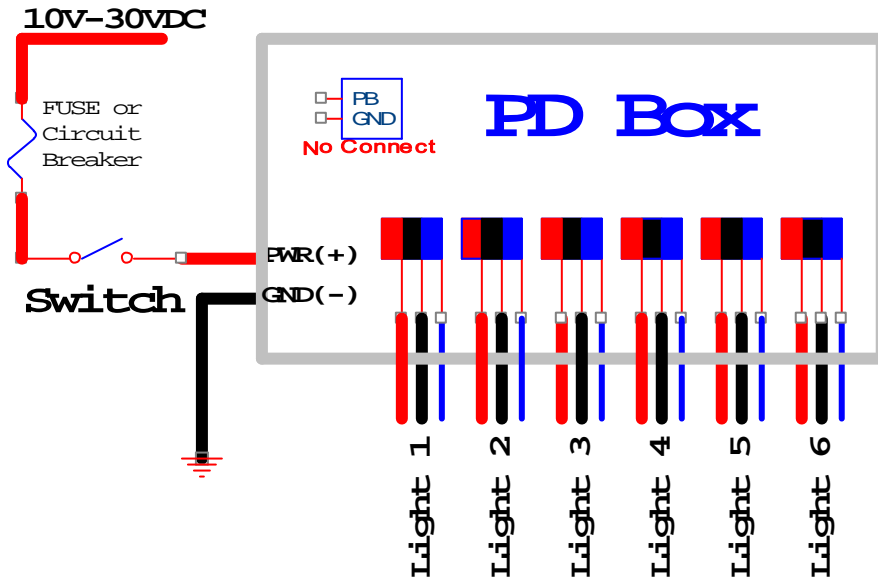 10V-30VDC
FUSE or
Circuit
Breaker
PB
GND
No Connect
PD Box
PWR(+)
GND(-)
Switch
Light 1
Light 2
Light 3
Light 4
Light 5
Light 6